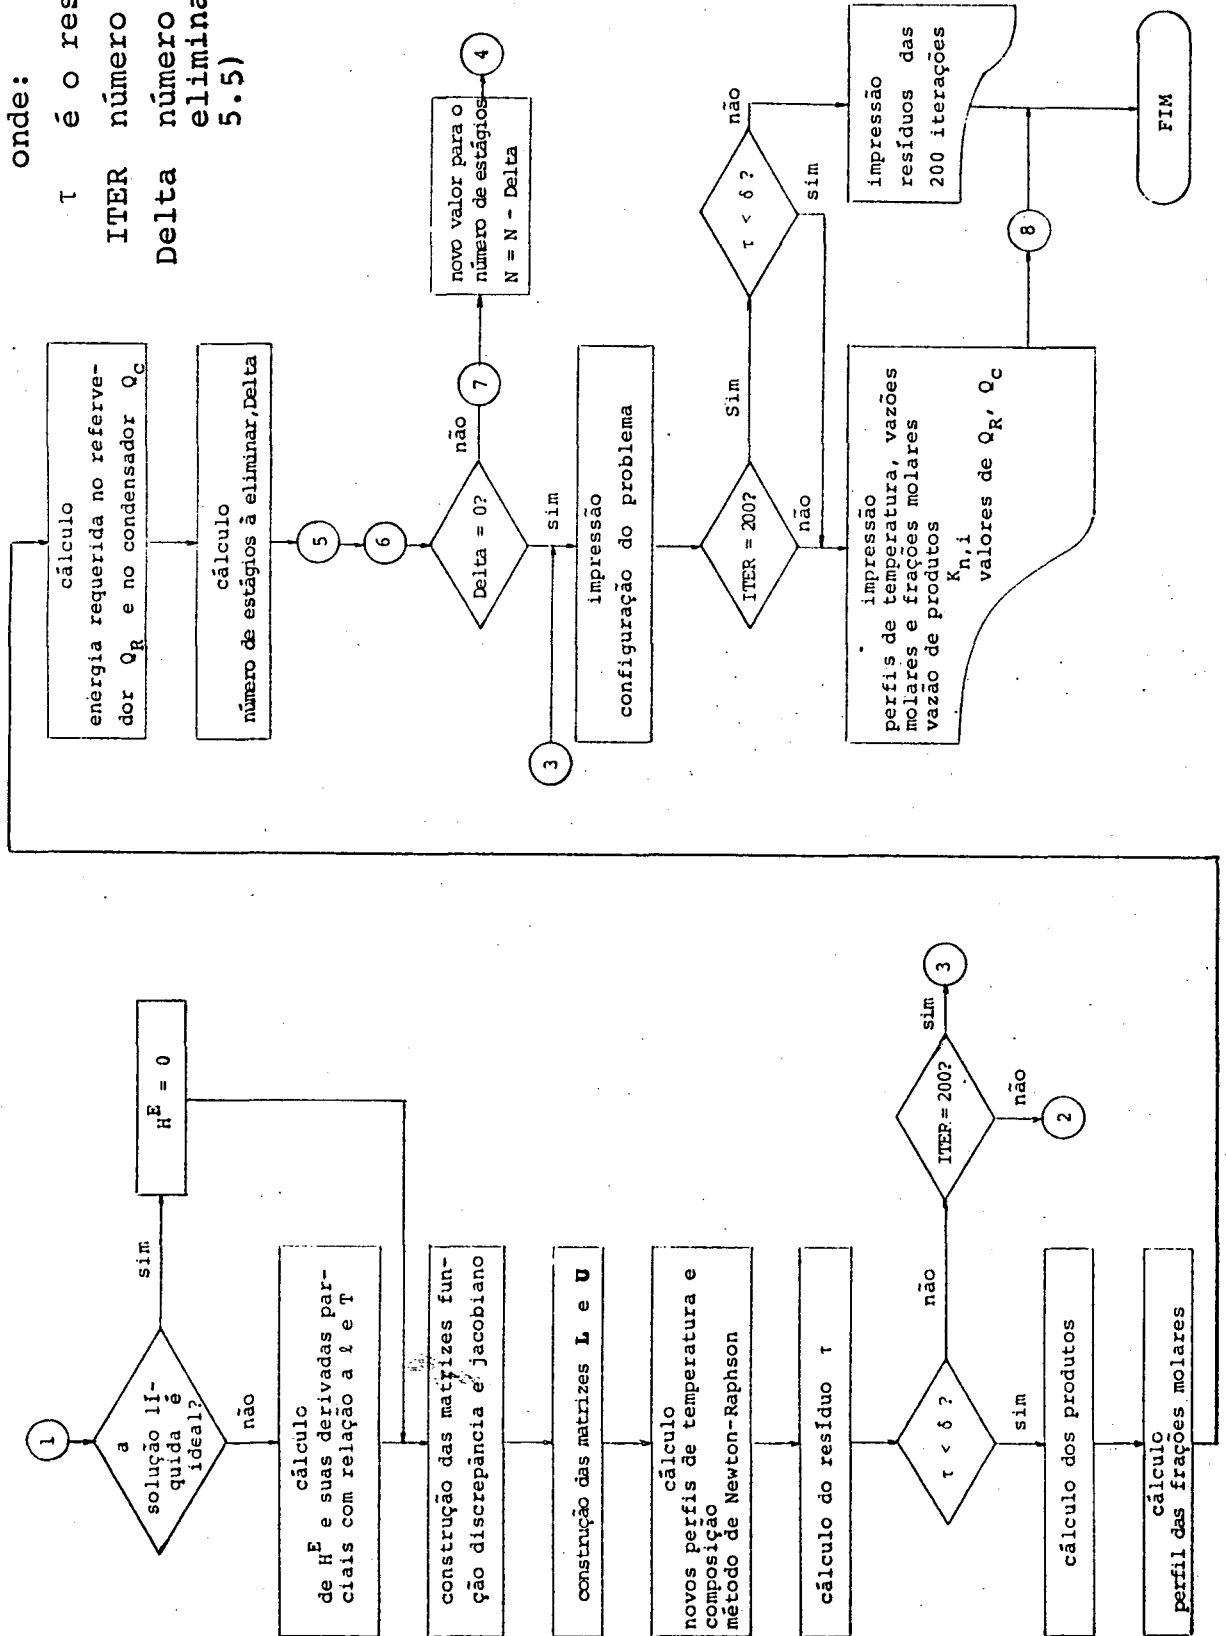 1
a
solução lí-
quida é
ideal?
sim
H^E = 0
não
cálculo
de H^E e suas derivadas par-
ciais com relação a ℓ e T
construção das matrizes fun-
ção discrepância e jacobiano
construção das matrizes L e U
cálculo
novos perfis de temperatura e
composição
método de Newton-Raphson
cálculo do resíduo τ
τ < δ ?
não
ITER = 200?
sim
3
não
2
sim
cálculo dos produtos
cálculo
perfil das frações molares
cálculo
energia requerida no referve-
dor Q_R e no condensador Q_C
cálculo
número de estágios à eliminar, Delta
5
6
Delta = 0?
não
7
novo valor para o
número de estágios
N = N - Delta
4
sim
3
impressão
configuração do problema
ITER = 200?
Sim
τ < δ ?
não
sim
não
impressão
resíduos das
200 iterações
impressão
perfis de temperatura, vazões
molares e frações molares
vazão de produtos
K_n,i
valores de Q_R, Q_C
8
FIM
onde:
τ é o res
ITER número
Delta número
elimina
5.5)